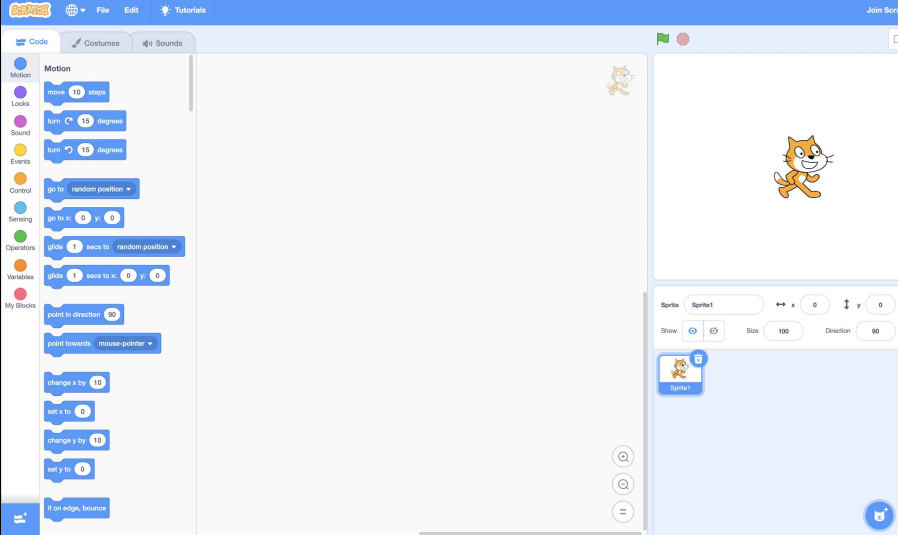 SCRATCH File Edit Tutorials Join Scra
Code Costumes Sounds
Motion
Looks
Sound
Events
Control
Sensing
Operators
Variables
My Blocks
Motion
move 10 steps
turn 15 degrees
turn 15 degrees
go to random position
go to x: 0 y: 0
glide 1 secs to random position
glide 1 secs to x: 0 y: 0
point in direction 90
point towards mouse-pointer
change x by 10
set x to 0
change y by 10
set y to 0
if on edge, bounce
Sprite Sprite1 x 0 y 0
Show Size 100 Direction 90
Sprite1